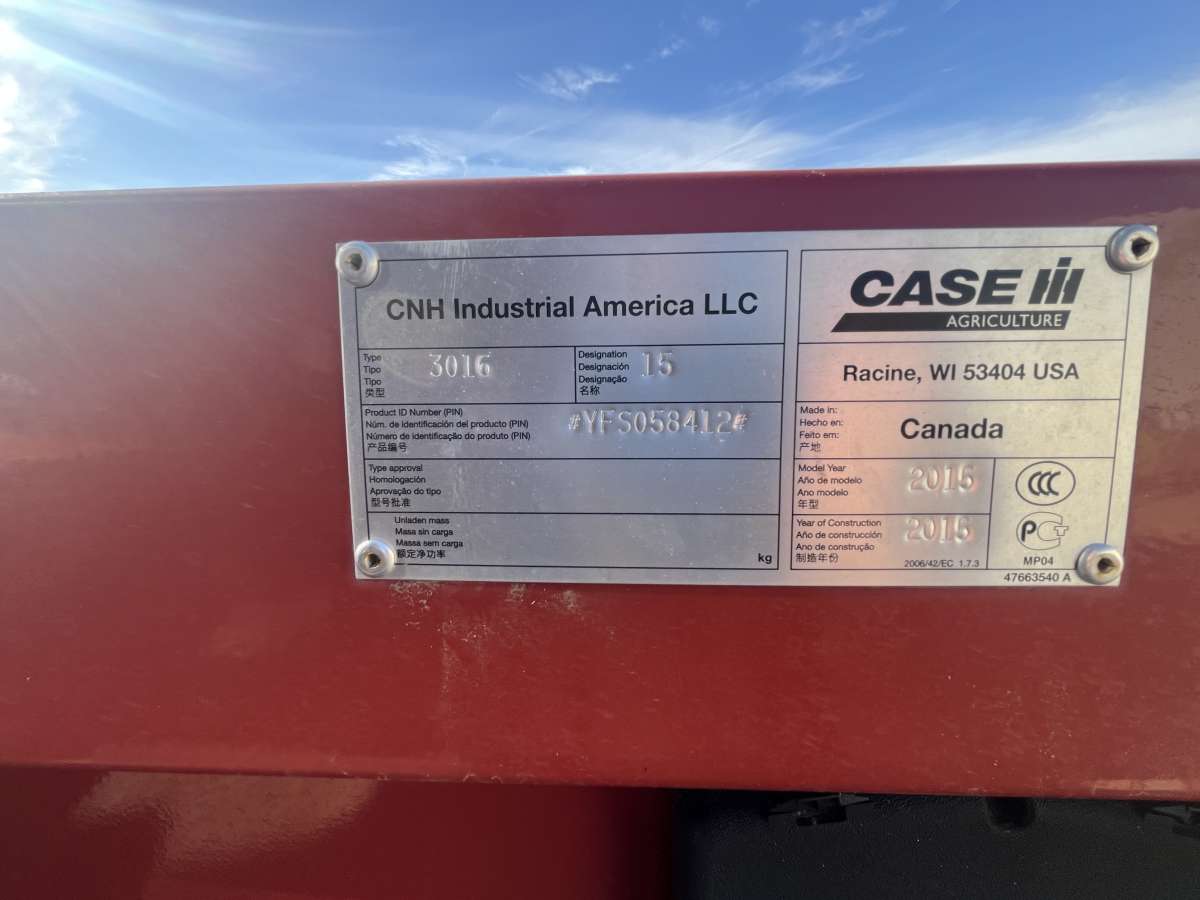 CNH Industrial America LLC
Type
Tipo
Tipo
类型
3016
Designation
Designación
Designação
名称
15
Product ID Number (PIN)
Núm. de identificación del producto (PIN)
Número de identificação do produto (PIN)
产品编号
#YFS058412#
Type approval
Homologación
Aprovação do tipo
型号批准
Unladen mass
Masa sin carga
Massa sem carga
额定净功率
kg
CASE IH
AGRICULTURE
Racine, WI 53404 USA
Made in:
Hecho en:
Feito em:
产地
Canada
Model Year
Año de modelo
Ano modelo
年型
2015
Year of Construction
Año de construcción
Ano de construção
制造年份
2015
2006/42/EC 1.7.3
CCC
PCT
MP04
47663540 A